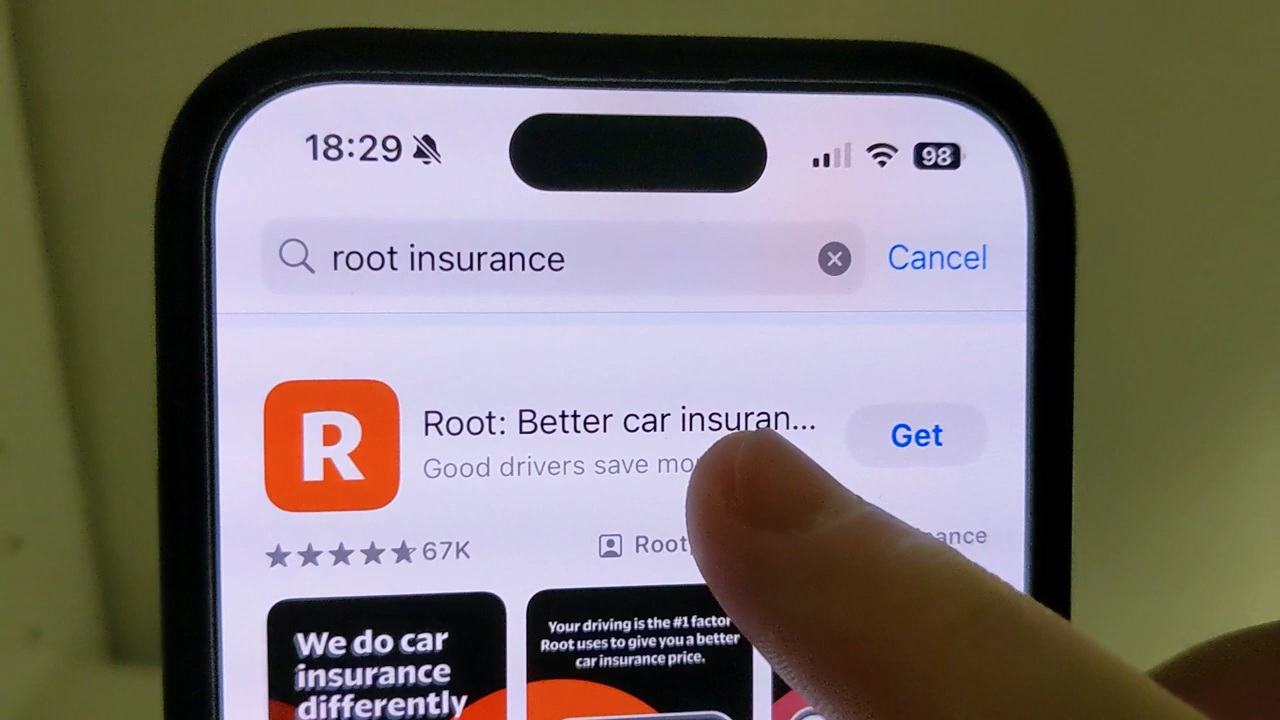 18:29 98
root insurance Cancel
R Root: Better car insuran... Get
Good drivers save
67K Root
We do car
insurance
differently
Your driving is the #1 factor
Root uses to give you a better
car insurance price.